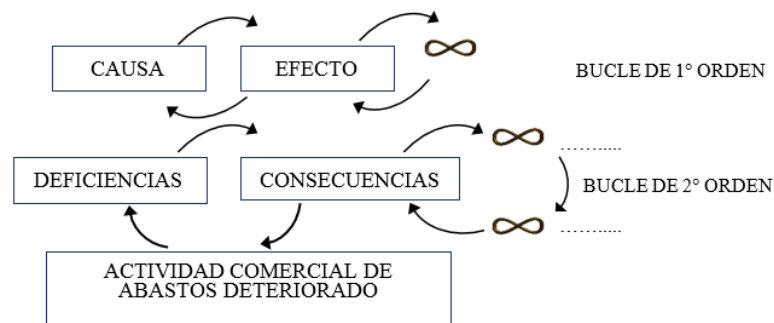 CAUSA
EFECTO
BUCLE DE 1° ORDEN
DEFICIENCIAS
CONSECUENCIAS
……......
BUCLE DE 2° ORDEN
……......
ACTIVIDAD COMERCIAL DE
ABASTOS DETERIORADO